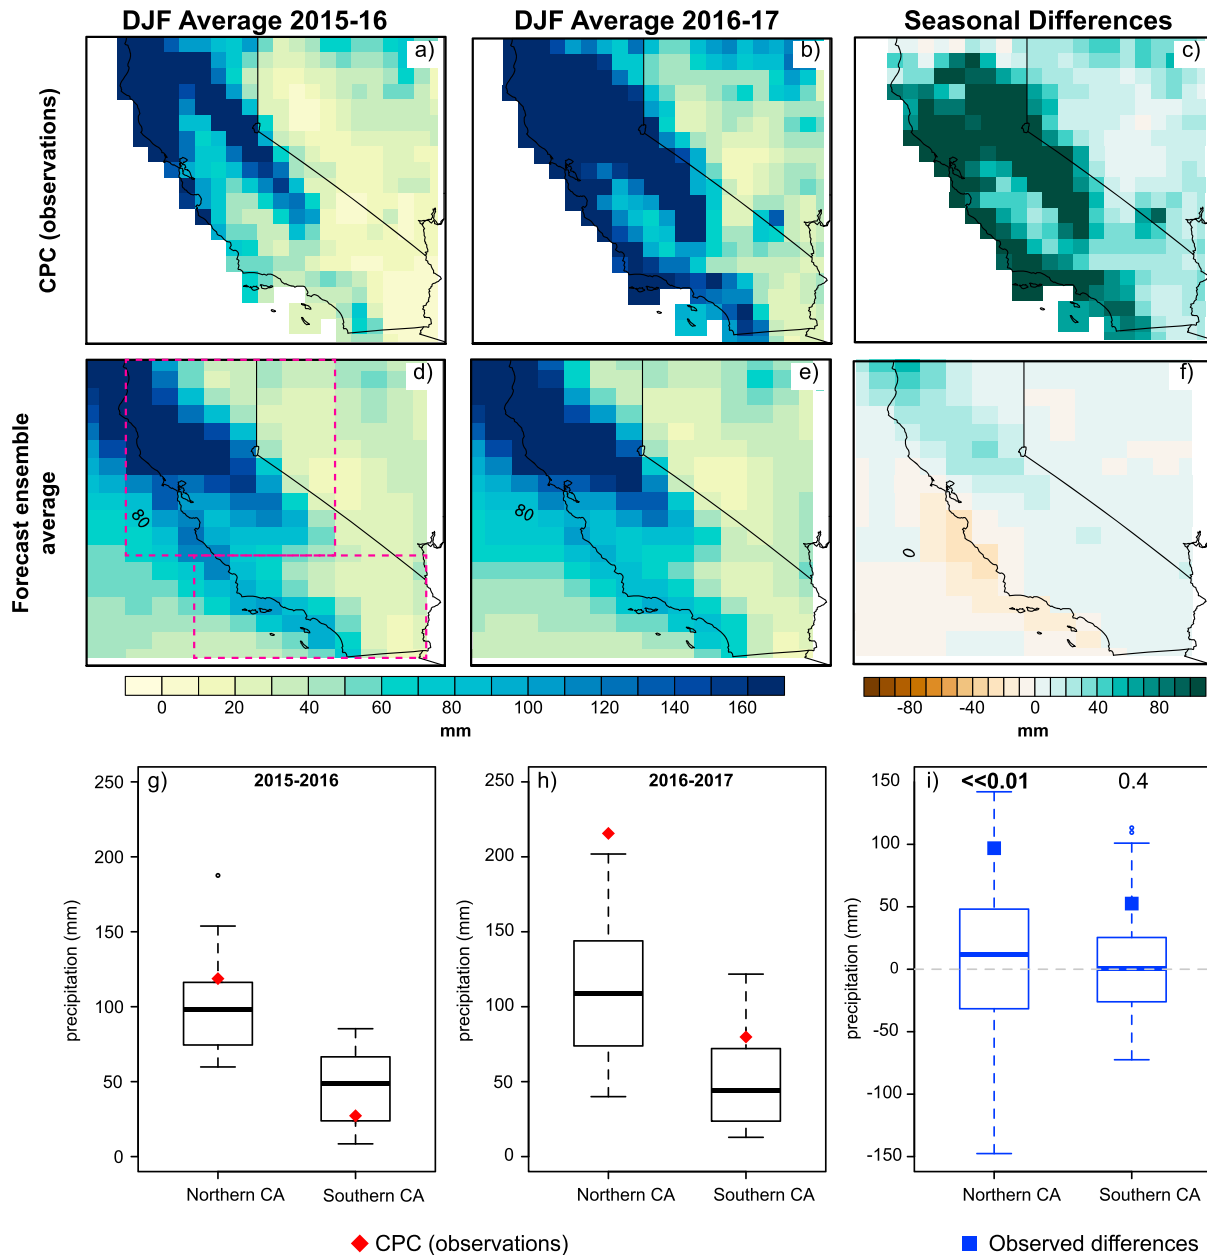 DJF Average 2015-16 DJF Average 2016-17 Seasonal Differences
CPC (observations)
a) b) c)
Forecast ensemble
average
d) e) f)
80 80 0
0 20 40 60 80 100 120 140 160
mm
-80 -40 0 40 80
mm
g) 2015-2016
precipitation (mm)
250
200
150
100
50
0
Northern CA Southern CA
h) 2016-2017
precipitation (mm)
250
200
150
100
50
0
Northern CA Southern CA
i) <<0.01 0.4
precipitation (mm)
150
100
50
0
-50
-100
-150
Northern CA Southern CA
CPC (observations) Observed differences